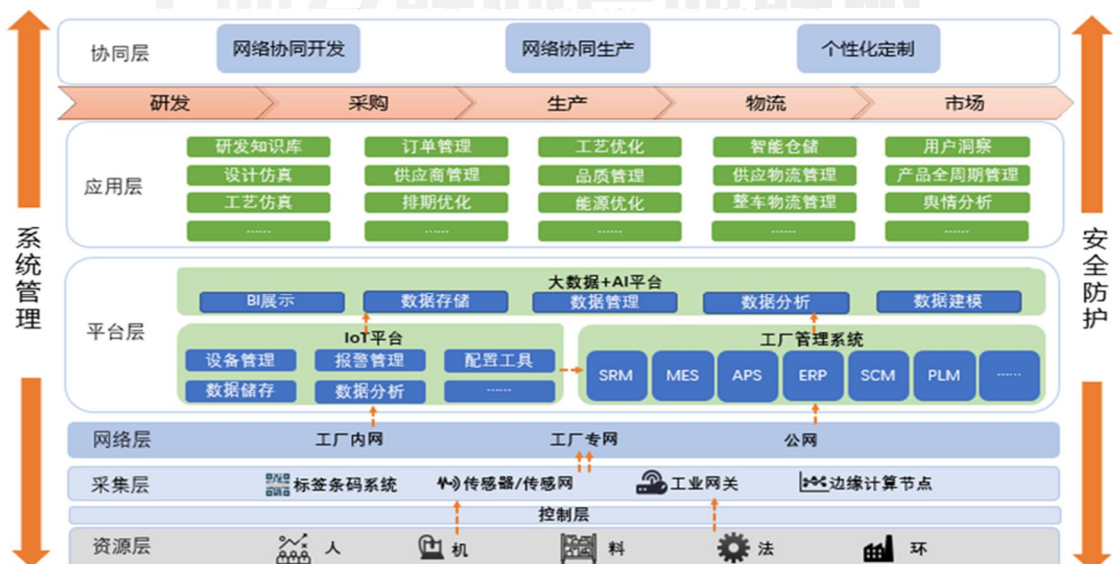 协同层
网络协同开发
网络协同生产
个性化定制
研发
采购
生产
物流
市场
应用层
研发知识库
订单管理
工艺优化
智能仓储
用户洞察
设计仿真
供应商管理
品质管理
供应物流管理
产品全周期管理
工艺仿真
排期优化
能源优化
整车物流管理
舆情分析
......
......
......
......
......
系统管理
安全防护
平台层
大数据+AI平台
BI展示
数据存储
数据管理
数据分析
数据建模
IoT平台
设备管理
报警管理
配置工具
数据储存
数据分析
......
工厂管理系统
SRM
MES
APS
ERP
SCM
PLM
......
网络层
工厂内网
工厂专网
公网
采集层
标签条码系统
传感器/传感网
工业网关
边缘计算节点
控制层
资源层
人
机
料
法
环